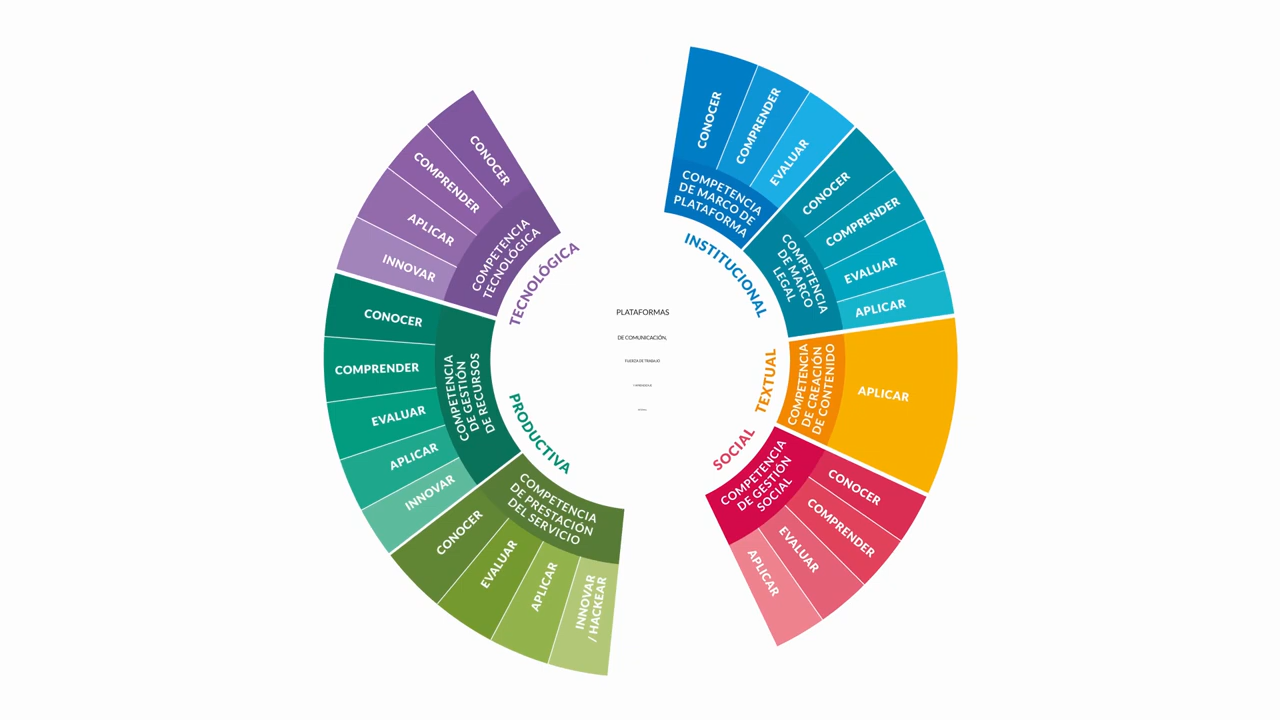 CONOCER
COMPRENDER
EVALUAR
COMPETENCIA
DE MARCO DE
PLATAFORMA
INSTITUCIONAL
CONOCER
COMPRENDER
EVALUAR
APLICAR
COMPETENCIA
DE MARCO
LEGAL
TEXTUAL
COMPETENCIA
DE CREACIÓN
DE CONTENIDO
APLICAR
SOCIAL
COMPETENCIA
DE GESTIÓN
SOCIAL
CONOCER
COMPRENDER
EVALUAR
APLICAR
PRODUCTIVA
COMPETENCIA
DE PRESTACIÓN
DEL SERVICIO
CONOCER
EVALUAR
APLICAR
INNOVAR
/ HACKEAR
COMPETENCIA
DE GESTIÓN
DE RECURSOS
CONOCER
COMPRENDER
EVALUAR
APLICAR
INNOVAR
TECNOLÓGICA
COMPETENCIA
TECNOLÓGICA
CONOCER
COMPRENDER
APLICAR
INNOVAR
PLATAFORMAS
DE COMUNICACIÓN,
FUERZA DE TRABAJO